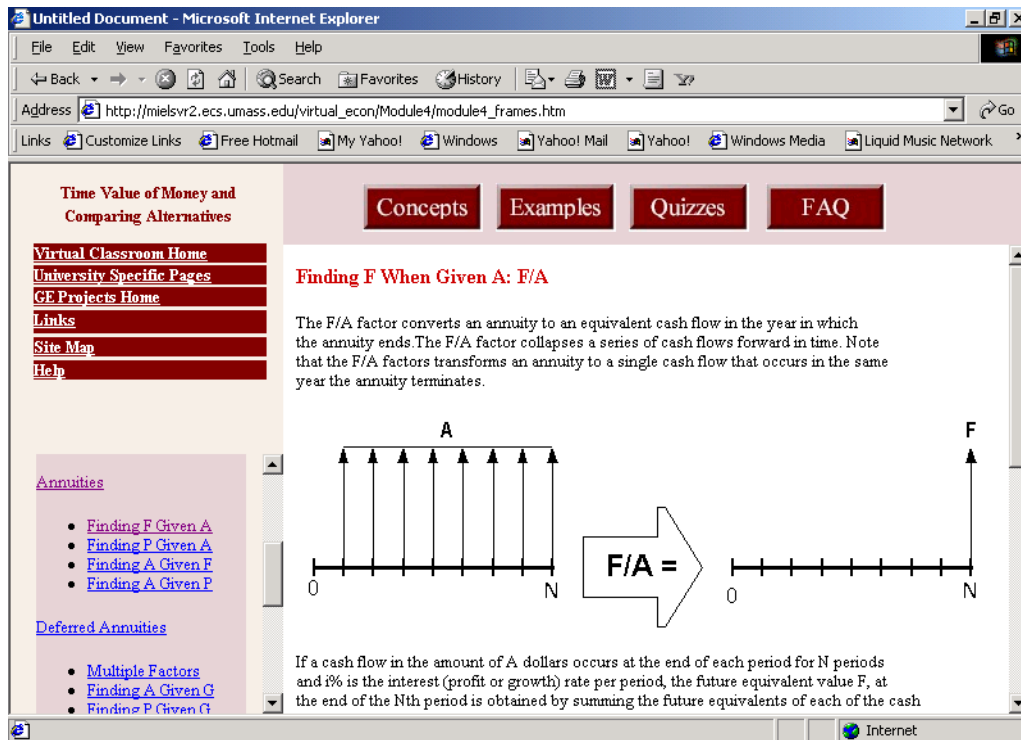 Untitled Document - Microsoft Internet Explorer
File Edit View Favorites Tools Help
Back Search Favorites History
Address http://mielsvr2.ecs.umass.edu/virtual_econ/Module4/module4_frames.htm Go
Links Customize Links Free Hotmail My Yahoo! Windows Yahoo! Mail Yahoo! Windows Media Liquid Music Network
Time Value of Money and
Comparing Alternatives
Concepts Examples Quizzes FAQ
Virtual Classroom Home
University Specific Pages
GE Projects Home
Links
Site Map
Help
Annuities
Finding F Given A
Finding P Given A
Finding A Given F
Finding A Given P
Deferred Annuities
Multiple Factors
Finding A Given G
Finding P Given G
Finding F When Given A: F/A
The F/A factor converts an annuity to an equivalent cash flow in the year in which
the annuity ends.The F/A factor collapses a series of cash flows forward in time. Note
that the F/A factors transforms an annuity to a single cash flow that occurs in the same
year the annuity terminates.
A F
F/A =
0 N 0 N
If a cash flow in the amount of A dollars occurs at the end of each period for N periods
and i% is the interest (profit or growth) rate per period, the future equivalent value F, at
the end of the Nth period is obtained by summing the future equivalents of each of the cash
Internet